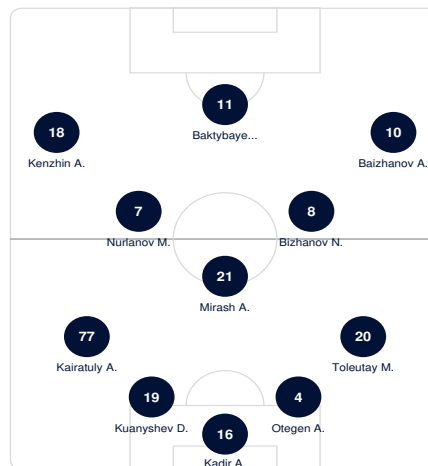 11
Baktybaye...
18
Kenzhin A.
10
Baizhanov A.
7
Nurlanov M.
8
Bizhanov N.
21
Mirash A.
77
Kairatuly A.
20
Toleutay M.
19
Kuanyshev D.
4
Otegen A.
16
Kadir A.